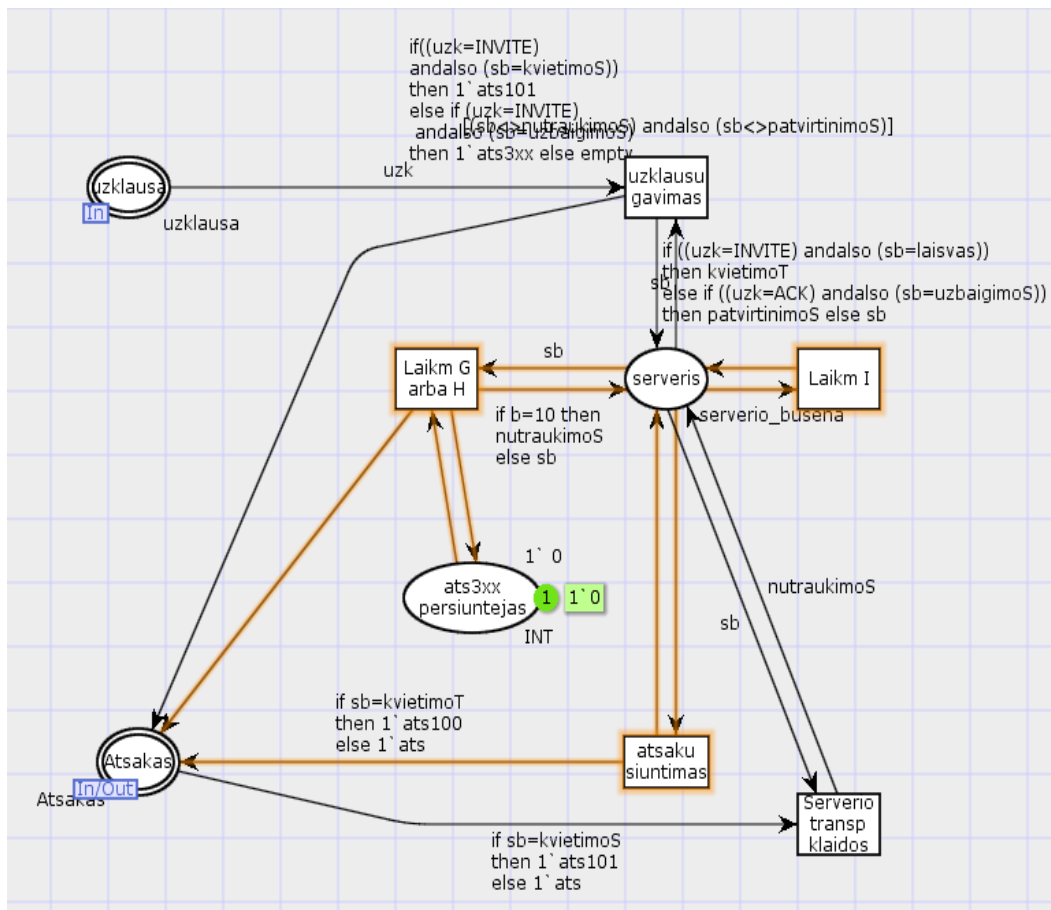 if((uzk=INVITE)
andalso (sb=kvietimoS))
then 1`ats101
else if (uzk=INVITE)
andalso (sb=uzbaigimoS)
then 1`ats3xx else empty
[(sb<>nutraukimoS) andalso (sb<>patvirtinimoS)]
uzklausa
In
uzklausa
uzk
uzklausu
gavimas
if ((uzk=INVITE) andalso (sb=laisvas))
then kvietimoT
else if ((uzk=ACK) andalso (sb=uzbaigimoS))
then patvirtinimoS else sb
sb
Laikm G
arba H
sb
serveris
Laikm I
serverio_busena
if b=10 then
nutraukimoS
else sb
1` 0
ats3xx
persiuntejas
1
1`0
INT
nutraukimoS
sb
if sb=kvietimoT
then 1`ats100
else 1`ats
atsaku
siuntimas
Atsakas
In/Out
Atsakas
Serverio
transp
klaidos
if sb=kvietimoS
then 1`ats101
else 1`ats